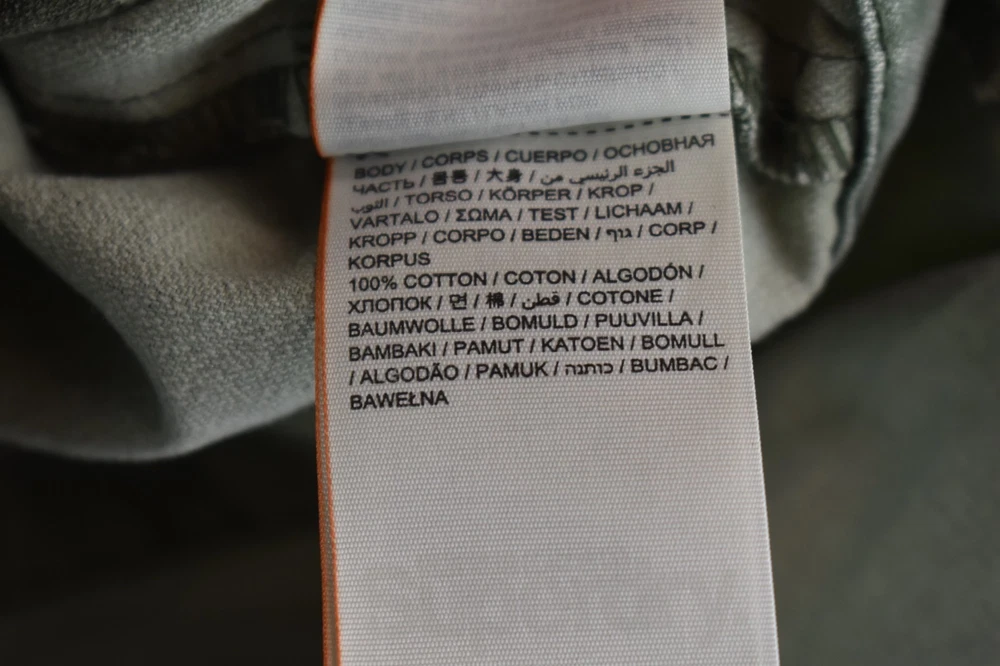 BODY / CORPS / CUERPO / ОСНОВНАЯ
ЧАСТЬ / 몸통 / 大身 / الجزء الرئيسي من
الثوب / TORSO / KÖRPER / KROP /
VARTALO / ΣΩΜΑ / TEST / LICHAAM /
KROPP / CORPO / BEDEN / גוף / CORP /
KORPUS
100% COTTON / COTON / ALGODÓN /
ХЛОПОК / 면 / 棉 / قطن / COTONE /
BAUMWOLLE / BOMULD / PUUVILLA /
BAMBAKI / PAMUT / KATOEN / BOMULL
/ ALGODÃO / PAMUK / כותנה / BUMBAC /
BAWEŁNA